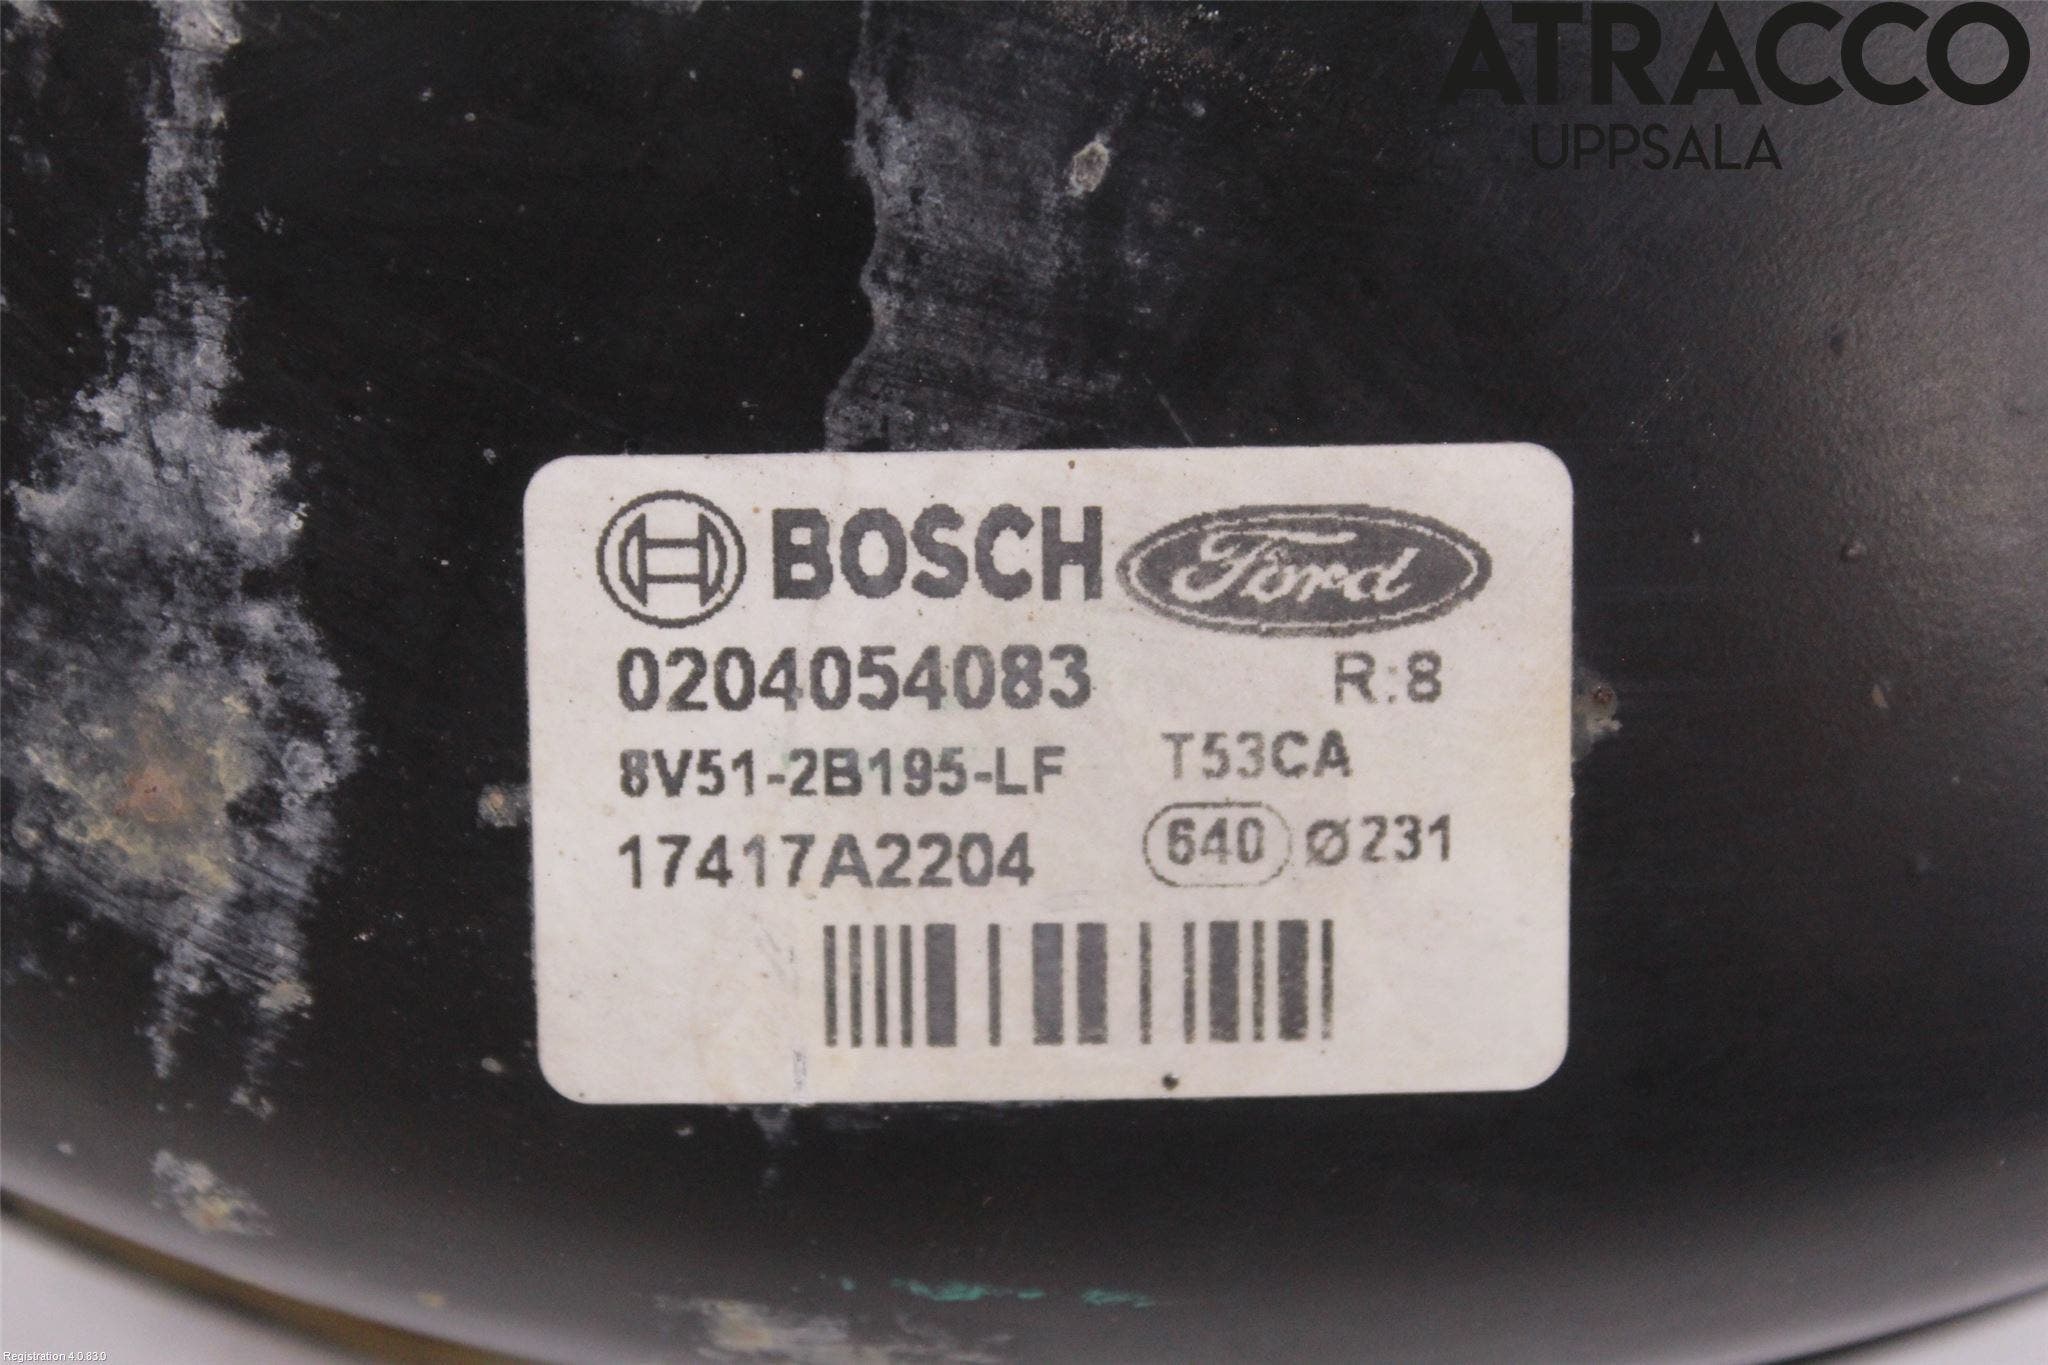 ATRACCO
UPPSALA
BOSCH Ford
0204054083 R:8
8V51-2B195-LF T53CA
17417A2204 640 Ø231
Registration 4.0.83.0